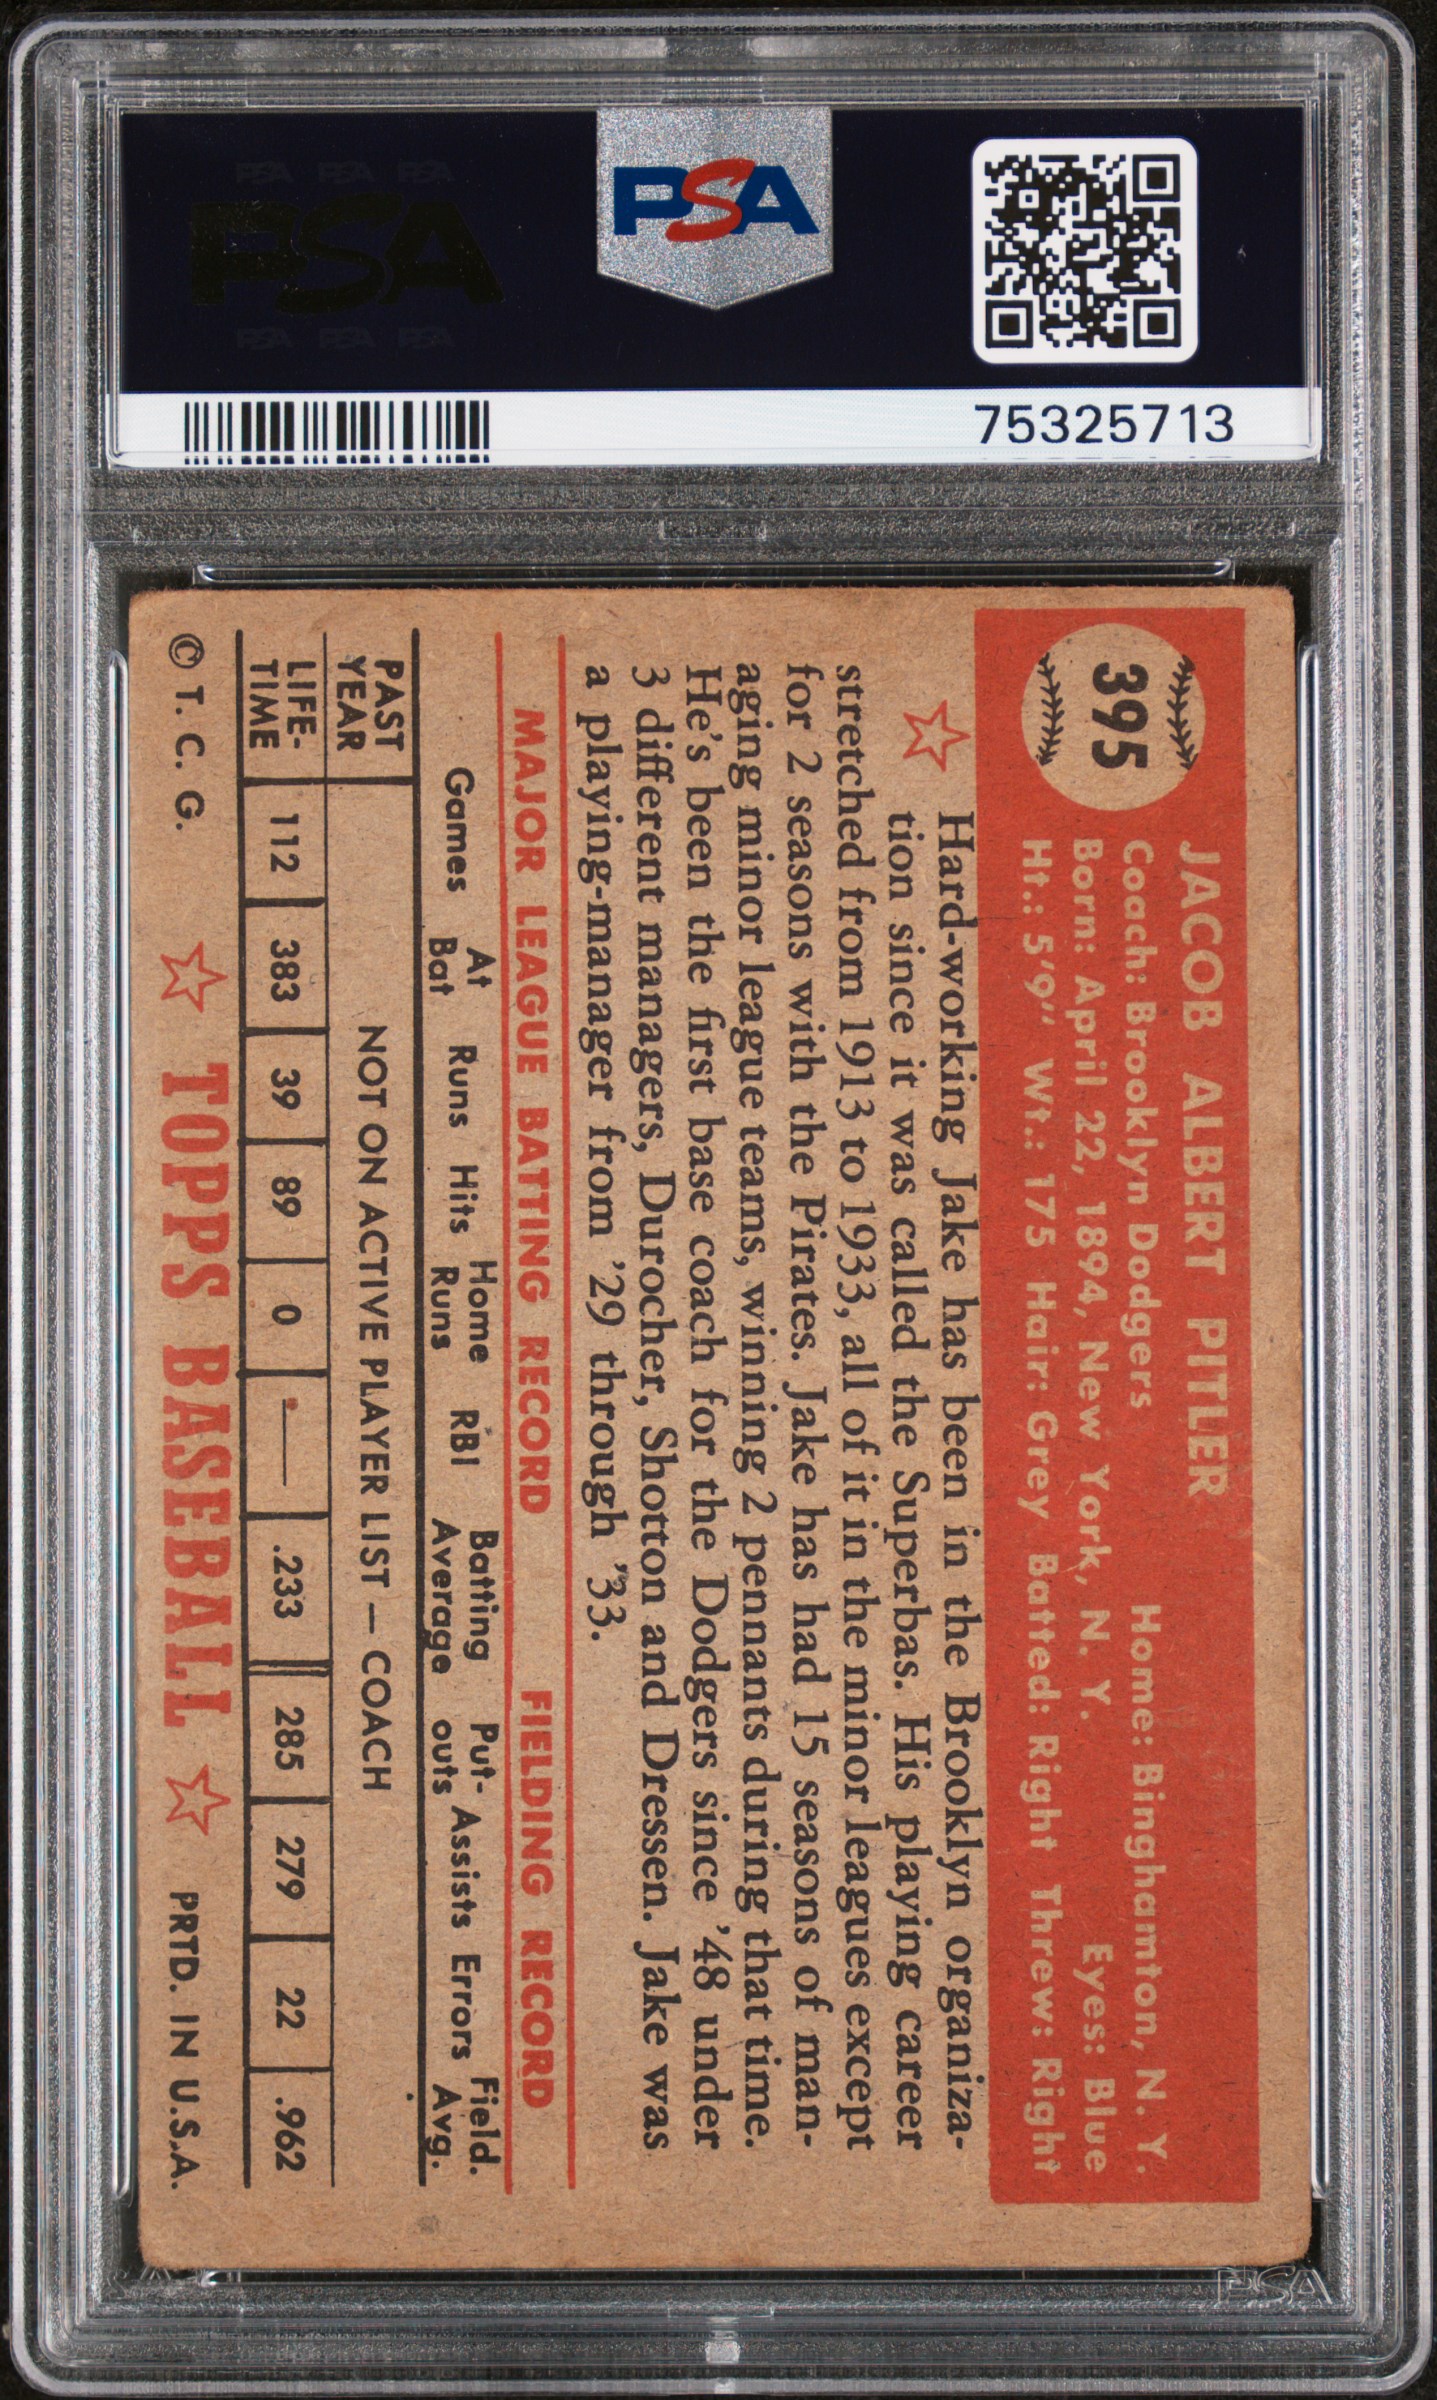 PSA PSA PSA
PSA
PSA PSA PSA
PSA
75325713
395
JACOB ALBERT PITLER
Coach: Brooklyn Dodgers Home: Binghamton, N. Y.
Born: April 22, 1894, New York, N. Y. Eyes: Blue
Ht.: 5'9" Wt.: 175 Hair: Grey Batted: Right Threw: Right
Hard-working Jake has been in the Brooklyn organiza-
tion since it was called the Superbas. His playing career
stretched from 1913 to 1933, all of it in the minor leagues except
for 2 seasons with the Pirates. Jake has had 15 seasons of man-
aging minor league teams, winning 2 pennants during that time.
He's been the first base coach for the Dodgers since '48 under
3 different managers, Durocher, Shotton and Dressen. Jake was
a playing-manager from '29 through '33.
MAJOR LEAGUE BATTING RECORD FIELDING RECORD
Games At Bat Runs Hits Home Runs RBI Batting Average Put-outs Assists Errors Field. Avg.
PAST YEAR NOT ON ACTIVE PLAYER LIST — COACH
LIFE-TIME 112 383 39 89 0 — .233 285 279 22 .962
© T. C. G. TOPPS BASEBALL PRTD. IN U.S.A.
PSA